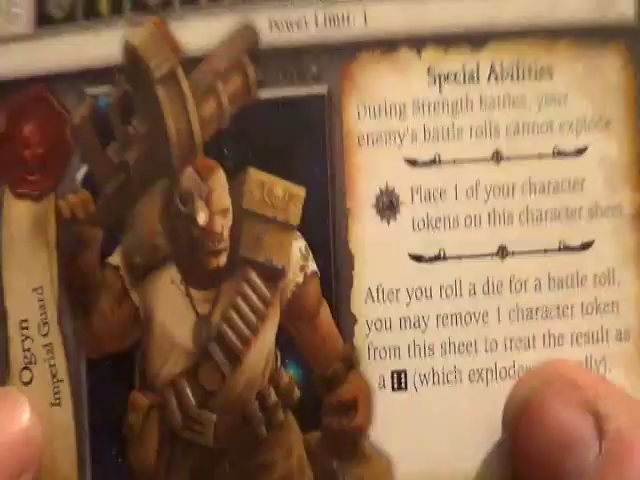 Power Limit: 1
Special Abilities
During Strength battles, your
enemy's battle rolls cannot explode
Place 1 of your character
tokens on this character sheet.
After you roll a die for a battle roll,
you may remove 1 character token
from this sheet to treat the result as
a (which explodes
Ogryn
Imperial Guard